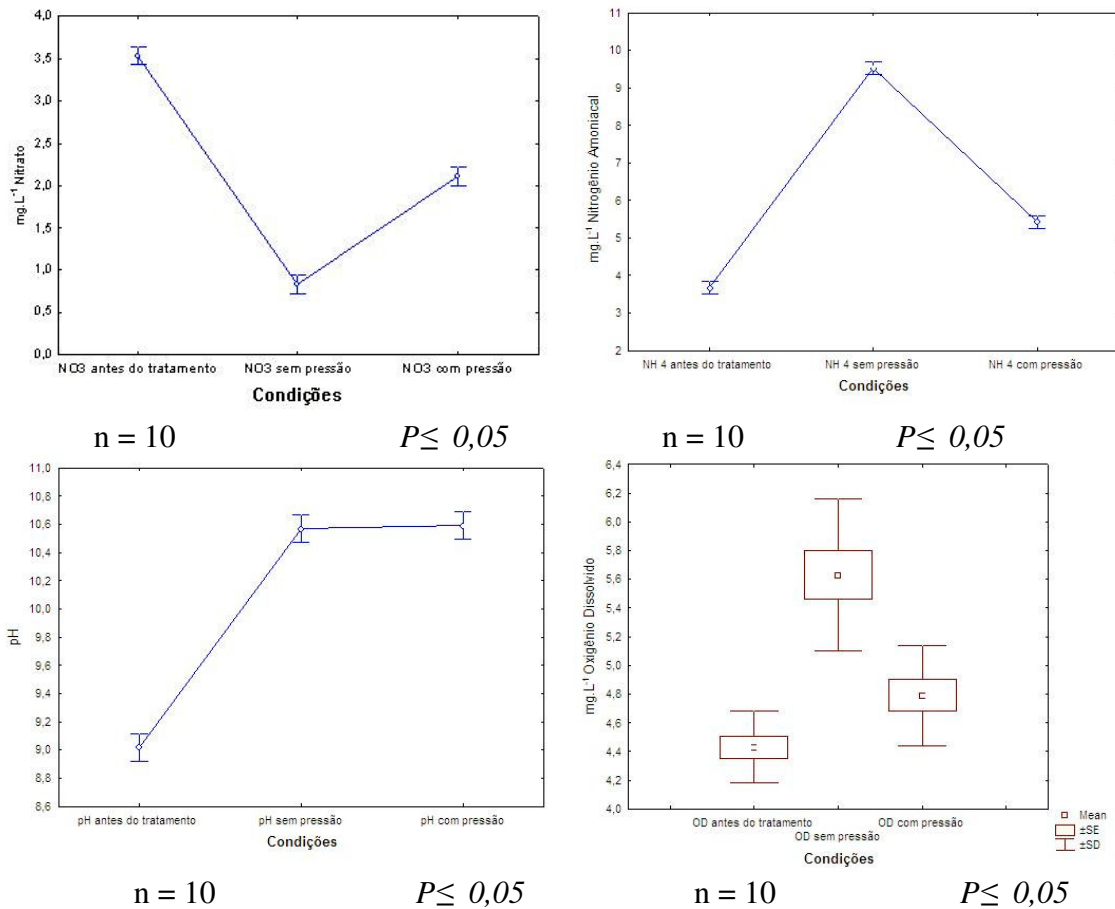 4,0
3,5
3,0
2,5
2,0
1,5
1,0
0,5
0,0
mg.L⁻¹ Nitrato
NO3 antes do tratamento NO3 sem pressão NO3 com pressão
Condições
n = 10 P≤ 0,05
11
10
9
8
7
6
5
4
3
2
mg.L⁻¹ Nitrogênio Amoniacal
NH 4 antes do tratamento NH 4 sem pressão NH 4 com pressão
Condições
n = 10 P≤ 0,05
11,0
10,8
10,6
10,4
10,2
10,0
9,8
9,6
9,4
9,2
9,0
8,8
8,6
pH
pH antes do tratamento pH sem pressão pH com pressão
Condições
n = 10 P≤ 0,05
6,4
6,2
6,0
5,8
5,6
5,4
5,2
5,0
4,8
4,6
4,4
4,2
4,0
mg.L⁻¹ Oxigênio Dissolvido
OD antes do tratamento OD com pressão
OD sem pressão
Condições
Mean
±SE
±SD
n = 10 P≤ 0,05